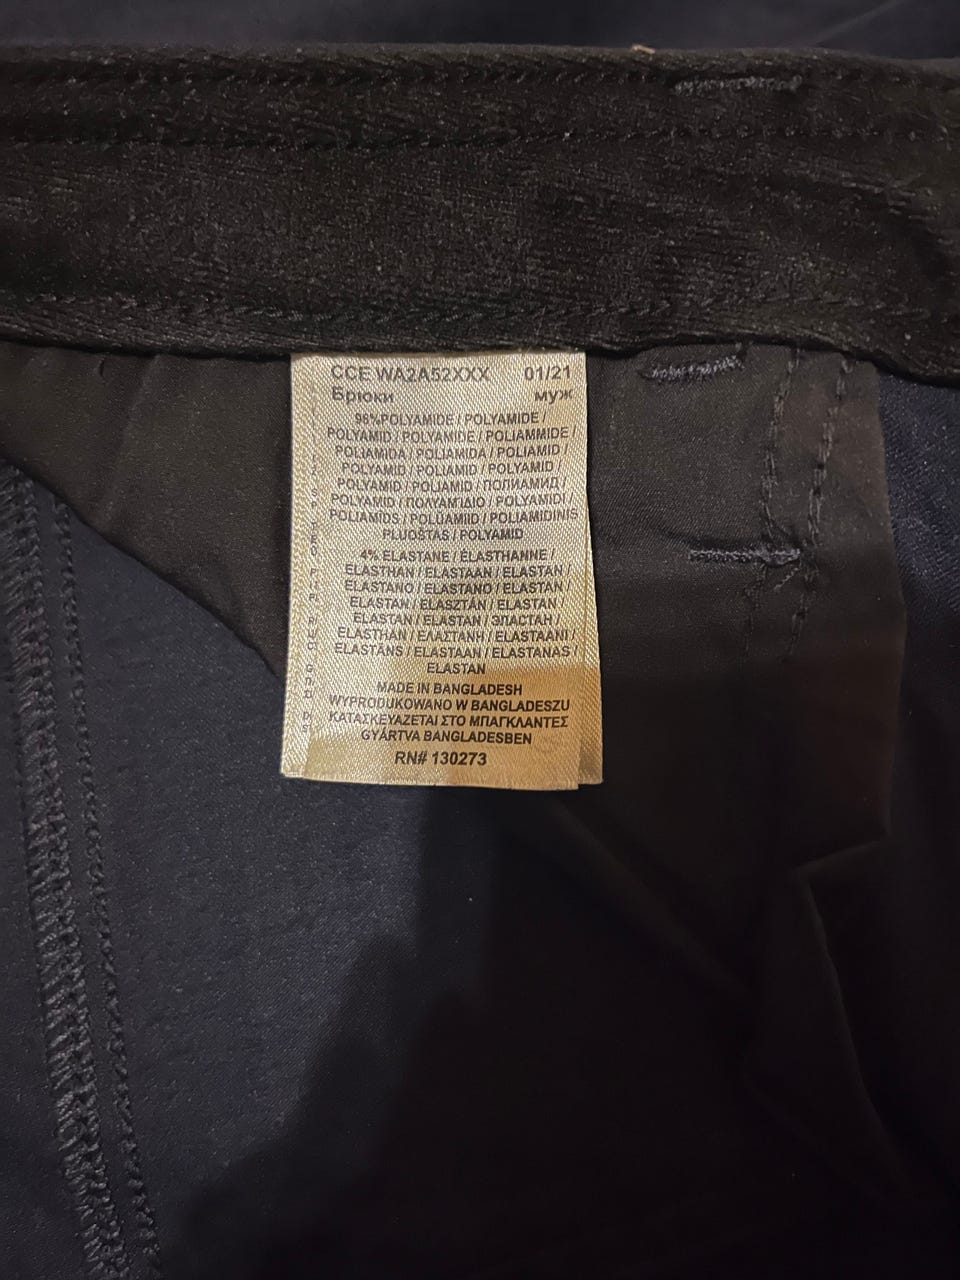 CCE WA2A52XXX 01/21
Брюки муж
96%POLYAMIDE / POLYAMIDE /
POLYAMID / POLYAMIDE / POLIAMMIDE
POLIAMIDA / POLIAMIDA / POLIAMID /
POLYAMID / POLIAMID / POLYAMID /
POLYAMID / POLIAMID / ПОЛИАМИД /
POLYAMID / ΠΟΛΥΑΜΊΔΙΟ / POLYAMIDI /
POLIAMĪDS / POLÜAMIID / POLIAMIDINIS
PLUOŠTAS / POLYAMID
4% ELASTANE / ÉLASTHANNE /
ELASTHAN / ELASTAAN / ELASTAN
ELASTANO / ELASTANO / ELASTAN /
ELASTAN / ELASZTÁN / ELASTAN /
ELASTAN / ELASTAN / ЭЛАСТАН /
ELASTHAN / ΕΛΑΣΤΑΝΗ / ELASTAANI /
ELASTĀNS / ELASTAAN / ELASTANAS /
ELASTAN
MADE IN BANGLADESH
WYPRODUKOWANO W BANGLADESZU
ΚΑΤΑΣΚΕΥΑΖΕΤΑΙ ΣΤΟ ΜΠΑΓΚΛΑΝΤΕΣ
GYÁRTVA BANGLADESBEN
RN# 130273